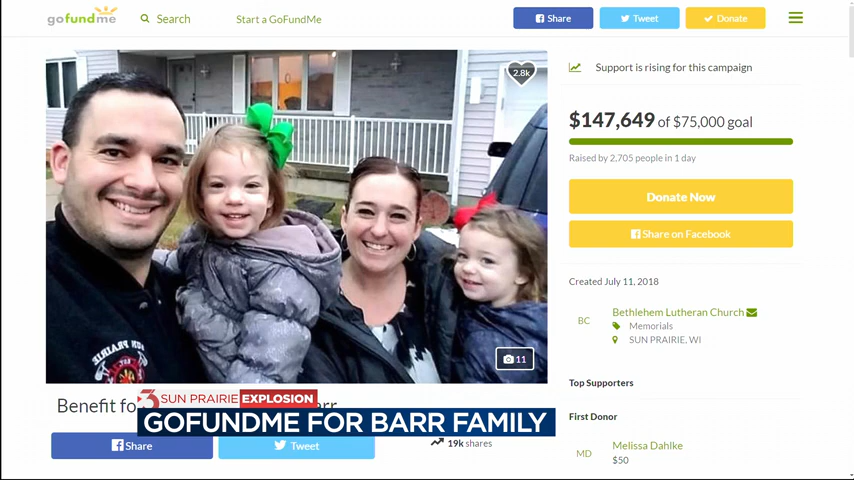 gofundme
Search
Start a GoFundMe
Share
Tweet
Donate
2.8k
Support is rising for this campaign
$147,649 of $75,000 goal
Raised by 2,705 people in 1 day
Donate Now
Share on Facebook
Created July 11, 2018
BC
Bethlehem Lutheran Church
Memorials
SUN PRAIRIE, WI
Top Supporters
First Donor
MD
Melissa Dahlke
$50
SUN PRAIRIE
11
Benefit fo
3 SUN PRAIRIE EXPLOSION
GOFUNDME FOR BARR FAMILY
Share
Tweet
19k shares